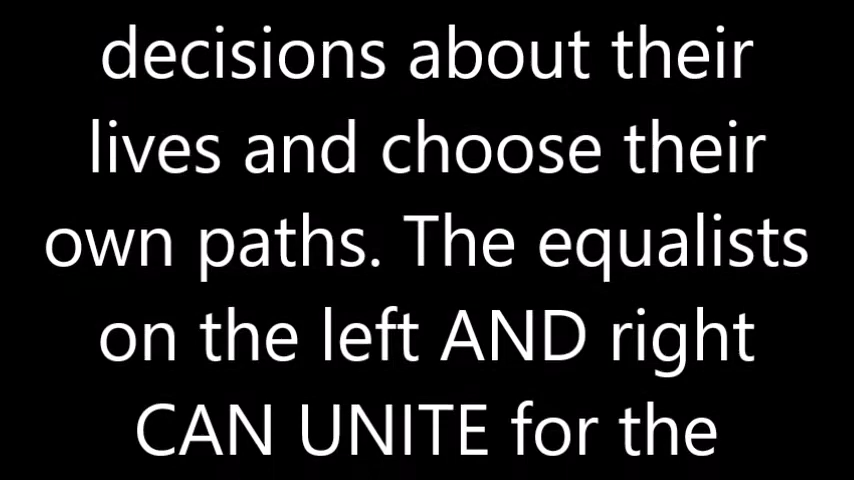 decisions about their
lives and choose their
own paths. The equalists
on the left AND right
CAN UNITE for the